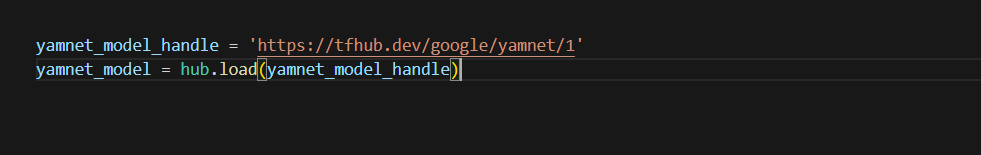 yamnet_model_handle = 'https://tfhub.dev/google/yamnet/1'
yamnet_model = hub.load(yamnet_model_handle)